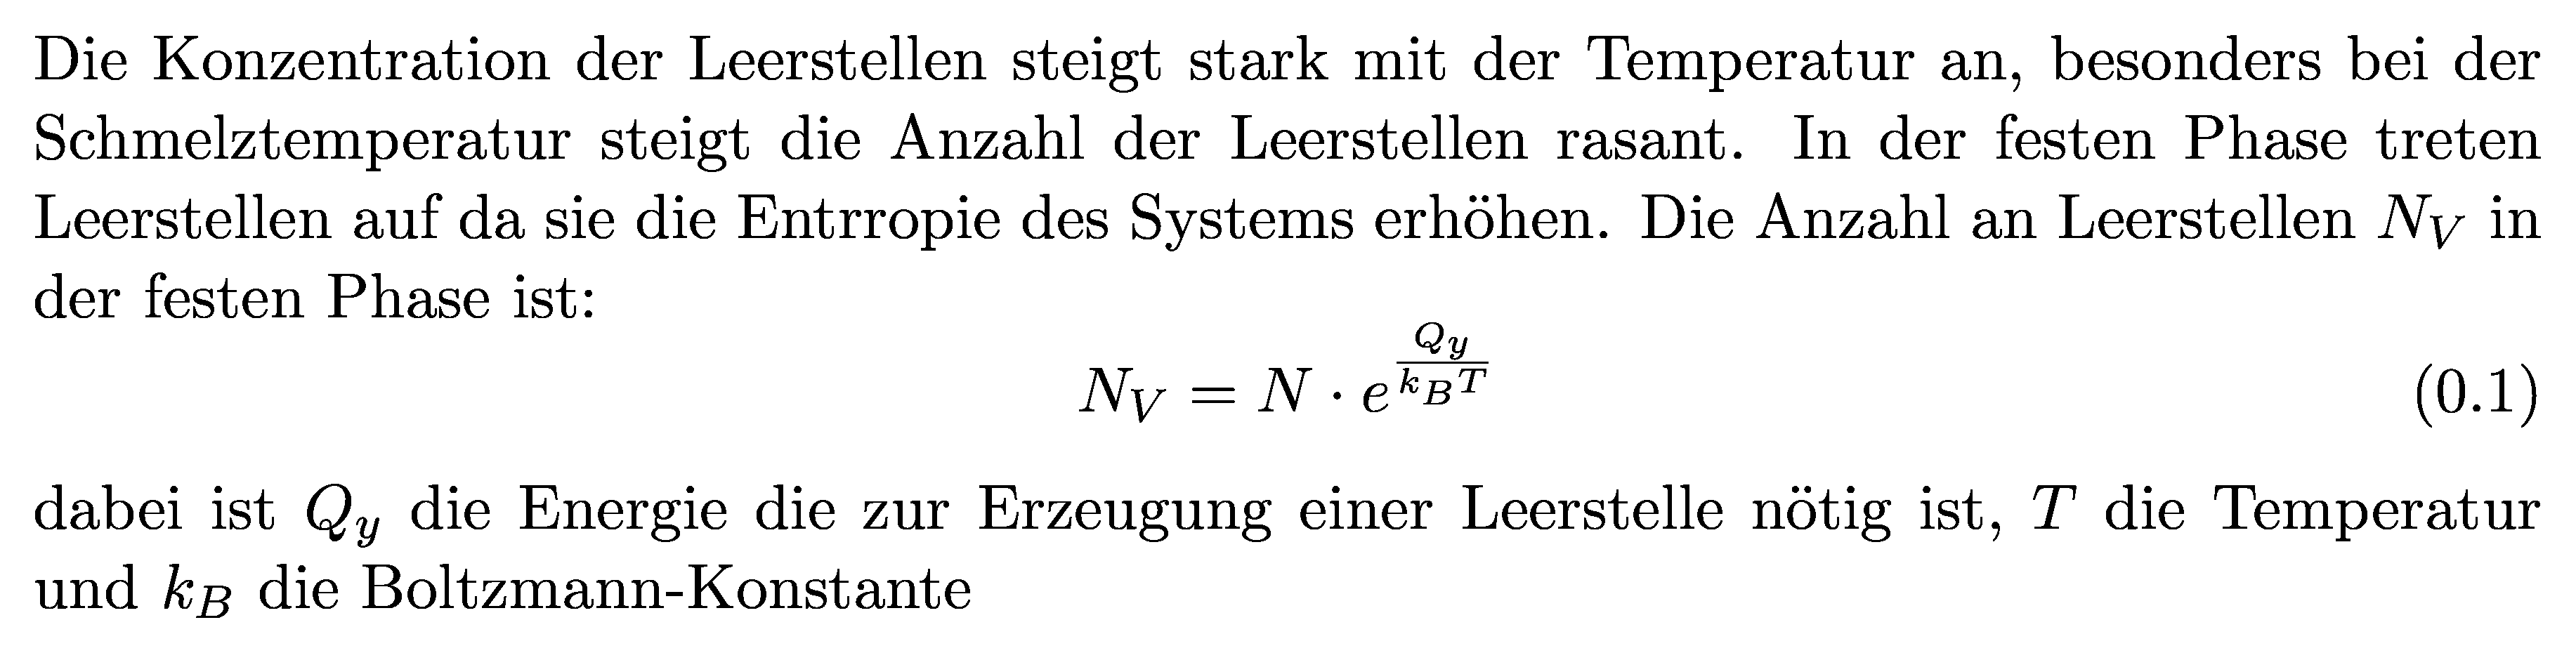 Die Konzentration der Leerstellen steigt stark mit der Temperatur an, besonders bei der
Schmelztemperatur steigt die Anzahl der Leerstellen rasant. In der festen Phase treten
Leerstellen auf da sie die Entrropie des Systems erhöhen. Die Anzahl an Leerstellen $N_V$ in
der festen Phase ist:
$N_V = N \cdot e^{\frac{Q_y}{k_B T}}$ (0.1)
dabei ist $Q_y$ die Energie die zur Erzeugung einer Leerstelle nötig ist, $T$ die Temperatur
und $k_B$ die Boltzmann-Konstante